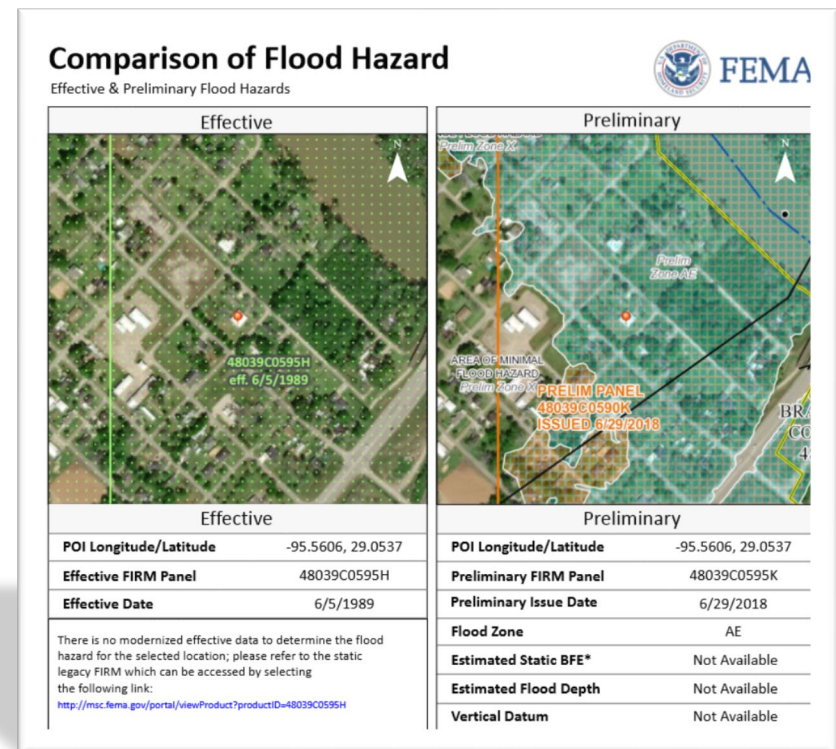 Comparison of Flood Hazard
Effective & Preliminary Flood Hazards
FEMA
Effective
N
48039C0595H
eff. 6/5/1989
Preliminary
Prelim Zone X
N
Prelim
Zone AE
AREA OF MINIMAL
FLOOD HAZARD
Prelim Zone X
PRELIM PANEL
48039C0590K
ISSUED 6/29/2018
BRA
CO
4
Effective
POI Longitude/Latitude -95.5606, 29.0537
Effective FIRM Panel 48039C0595H
Effective Date 6/5/1989
There is no modernized effective data to determine the flood
hazard for the selected location; please refer to the static
legacy FIRM which can be accessed by selecting
the following link:
http://msc.fema.gov/portal/viewProduct?productID=48039C0595H
Preliminary
POI Longitude/Latitude -95.5606, 29.0537
Preliminary FIRM Panel 48039C0595K
Preliminary Issue Date 6/29/2018
Flood Zone AE
Estimated Static BFE* Not Available
Estimated Flood Depth Not Available
Vertical Datum Not Available